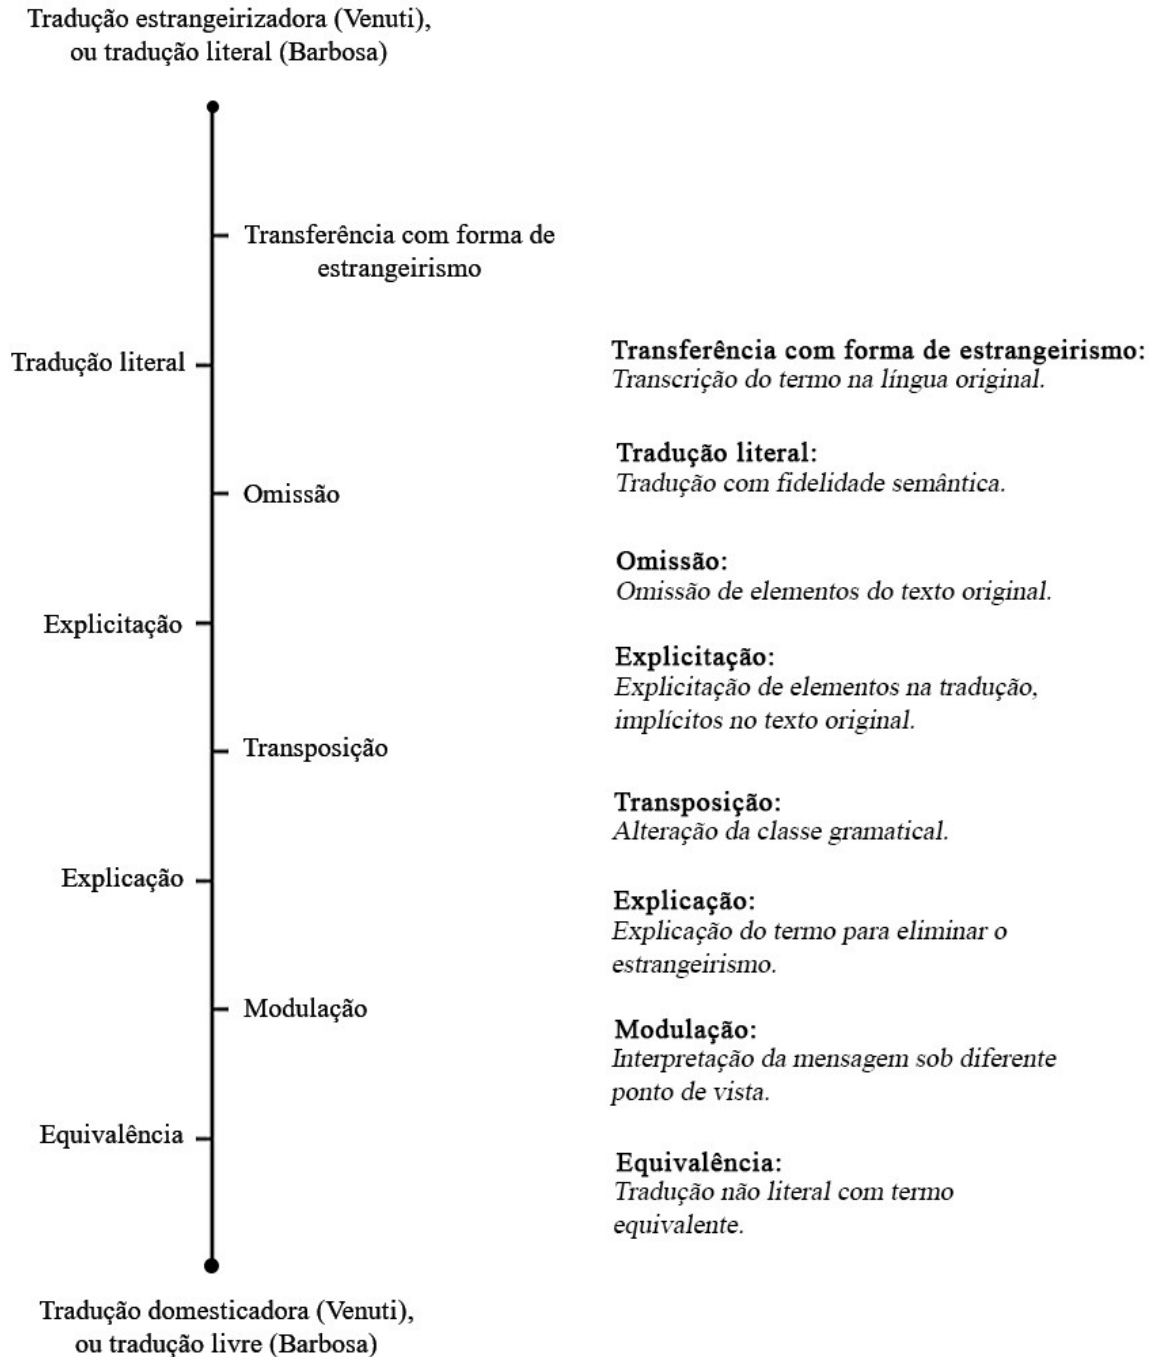 Tradução estrangeirizadora (Venuti),
ou tradução literal (Barbosa)
Transferência com forma de
estrangeirismo
Tradução literal
Omissão
Explicitação
Transposição
Explicação
Modulação
Equivalência
Tradução domesticadora (Venuti),
ou tradução livre (Barbosa)
Transferência com forma de estrangeirismo:
Transcrição do termo na língua original.
Tradução literal:
Tradução com fidelidade semântica.
Omissão:
Omissão de elementos do texto original.
Explicitação:
Explicitação de elementos na tradução,
implícitos no texto original.
Transposição:
Alteração da classe gramatical.
Explicação:
Explicação do termo para eliminar o
estrangeirismo.
Modulação:
Interpretação da mensagem sob diferente
ponto de vista.
Equivalência:
Tradução não literal com termo
equivalente.